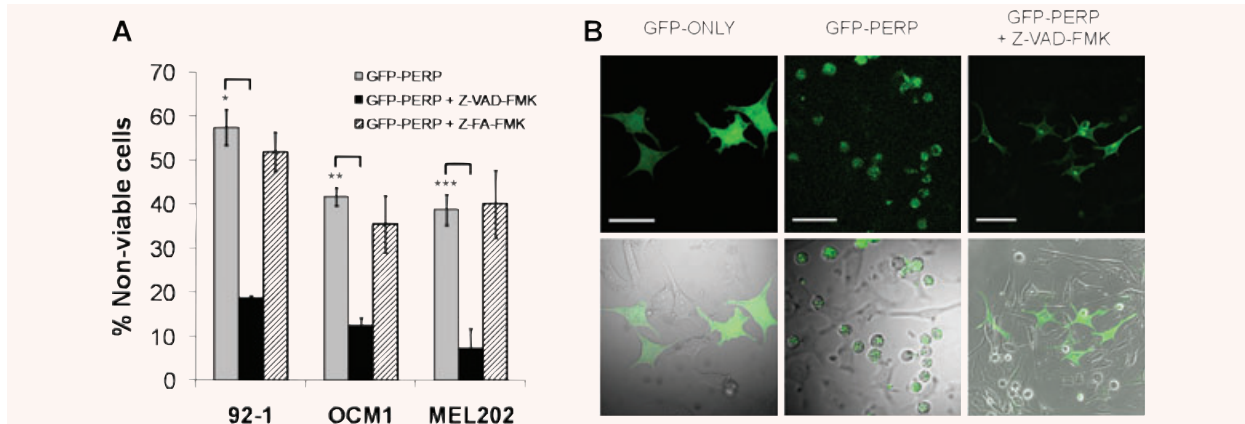 A
% Non-viable cells
70
60
50
40
30
20
10
0
*
**
***
GFP-PERP
GFP-PERP + Z-VAD-FMK
GFP-PERP + Z-FA-FMK
92-1
OCM1
MEL202
B
GFP-ONLY
GFP-PERP
GFP-PERP
+ Z-VAD-FMK